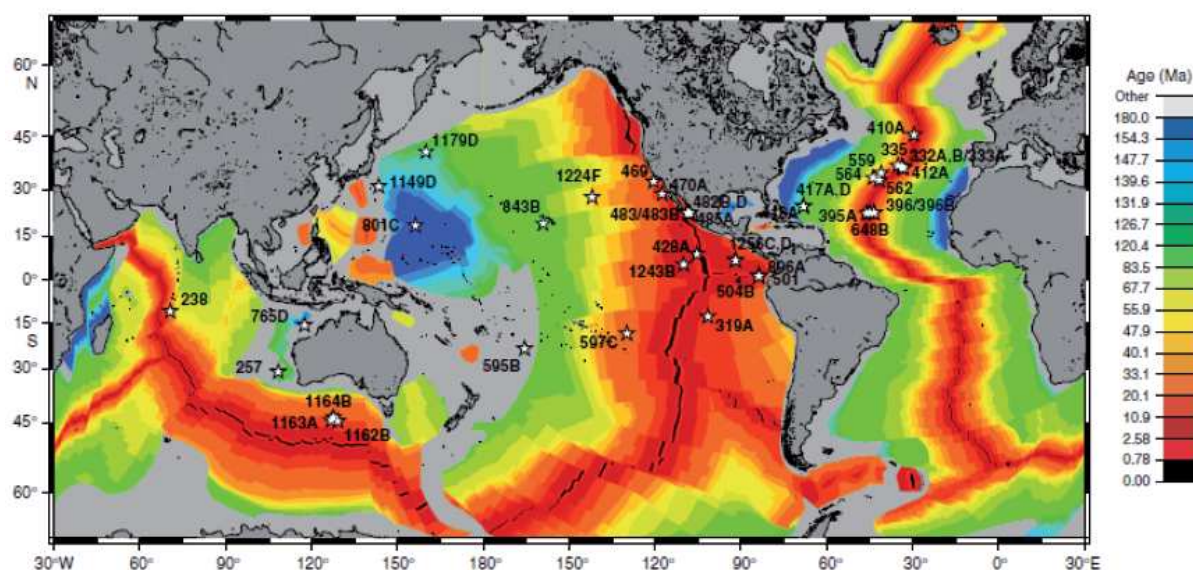 Age (Ma)
Other
180.0
154.3
147.7
139.6
131.9
126.7
120.4
83.5
67.7
55.9
47.9
40.1
33.1
20.1
10.9
2.58
0.78
0.00
60°
N
45°
30°
15°
0°
15°
S
30°
45°
60°
410A
335
332A,B/333A
559
412A
564
562
1179D
469
470A
1149D
1224F
482B,D
417A,D
396/396B
483/483B
485A
395A
843B
801C
648B
428A
1256C,D
1243B
896A
501
504B
238
765D
319A
597C
595B
257
1164B
1163A
1162B
30°W
30°
60°
90°
120°
150°
180°
150°
120°
90°
60°
30°
0°
30°E